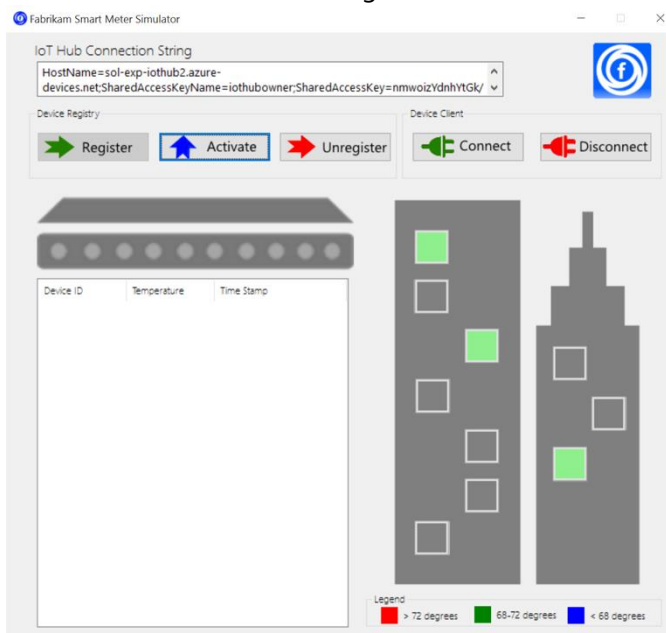 Fabrikam Smart Meter Simulator
IoT Hub Connection String
HostName=sol-exp-iothub2.azure-
devices.net;SharedAccessKeyName=iothubowner;SharedAccessKey=nmwoizYdnhYtGk/
Device Registry
Device Client
Register
Activate
Unregister
Connect
Disconnect
Device ID
Temperature
Time Stamp
Legend
> 72 degrees
68-72 degrees
< 68 degrees